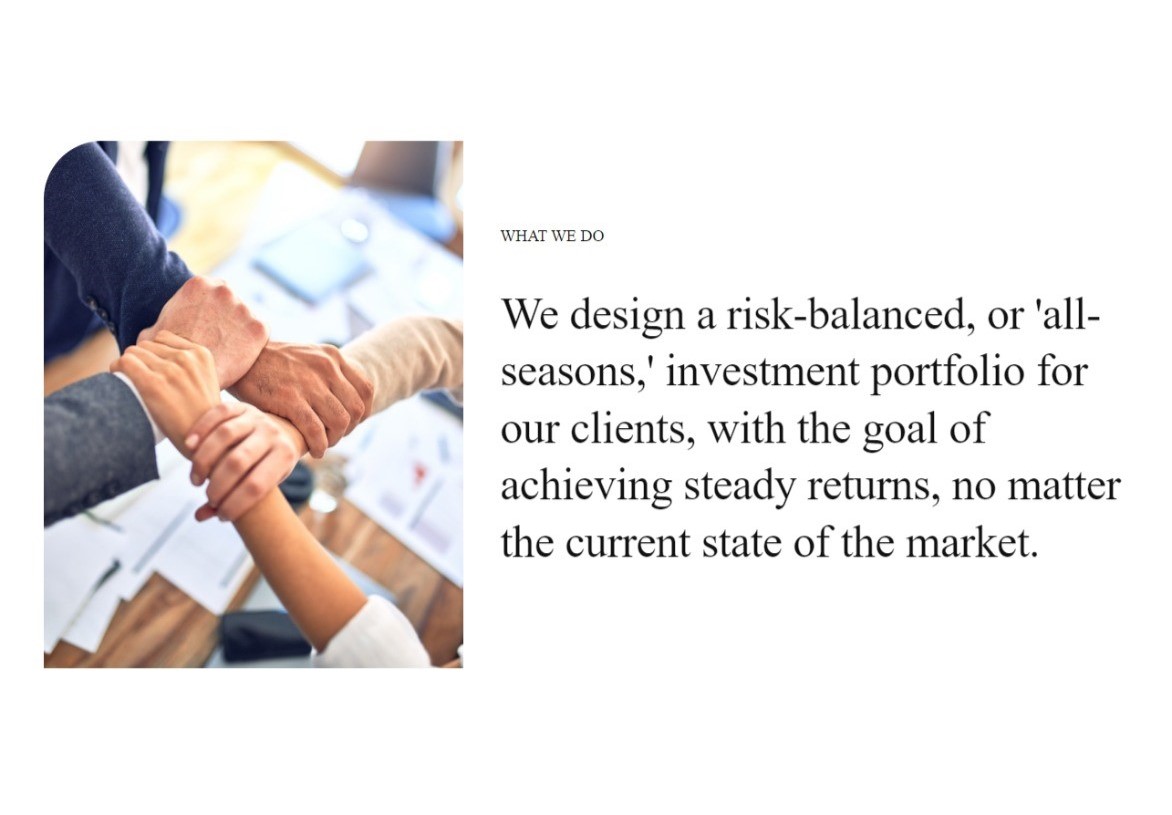 WHAT WE DO
We design a risk-balanced, or 'all-
seasons,' investment portfolio for
our clients, with the goal of
achieving steady returns, no matter
the current state of the market.